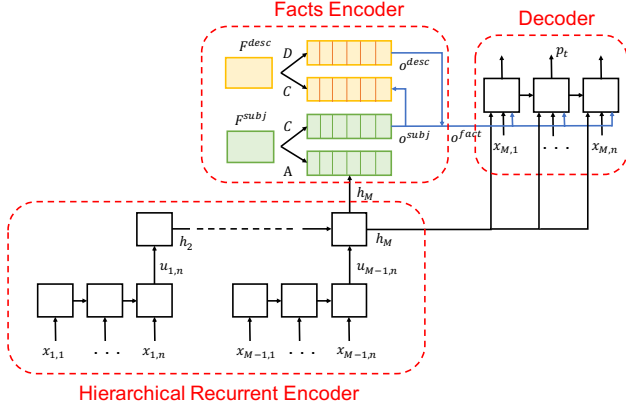 Facts Encoder
Decoder
F^{desc}
D
C
o^{desc}
F^{subj}
C
A
o^{subj}
o^{fact}
p_t
x_{M,1}
. . .
x_{M,n}
h_M
h_2
h_M
u_{1,n}
u_{M-1,n}
x_{1,1}
. . .
x_{1,n}
x_{M-1,1}
. . .
x_{M-1,n}
Hierarchical Recurrent Encoder